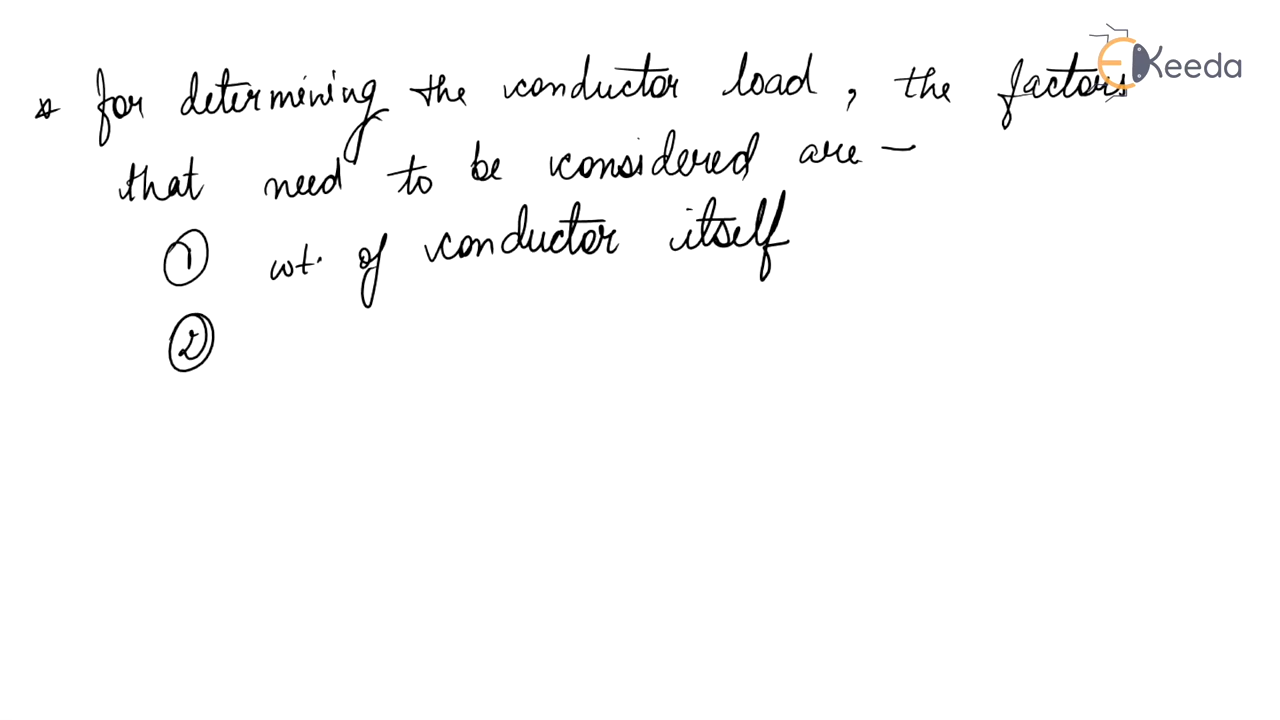 * for determining the conductor load, the factors
that need to be considered are —
① wt. of conductor itself
②
EKeeda